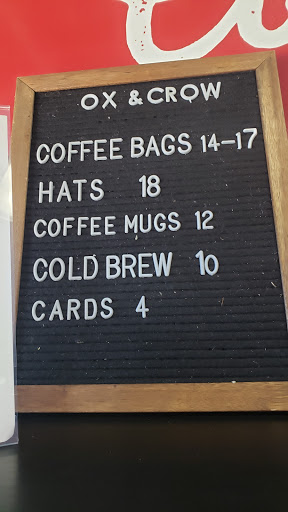 OX & CROW
COFFEE BAGS 14-17
HATS 18
COFFEE MUGS 12
COLD BREW 10
CARDS 4